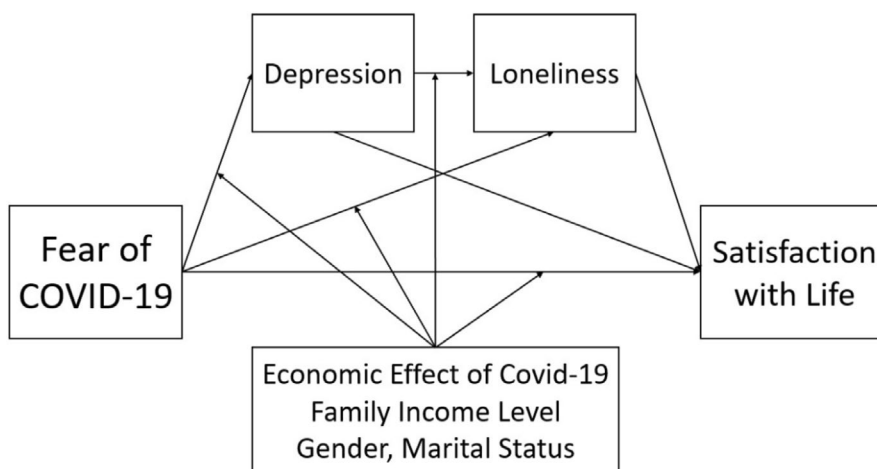 Depression
Loneliness
Fear of
COVID-19
Satisfaction
with Life
Economic Effect of Covid-19
Family Income Level
Gender, Marital Status